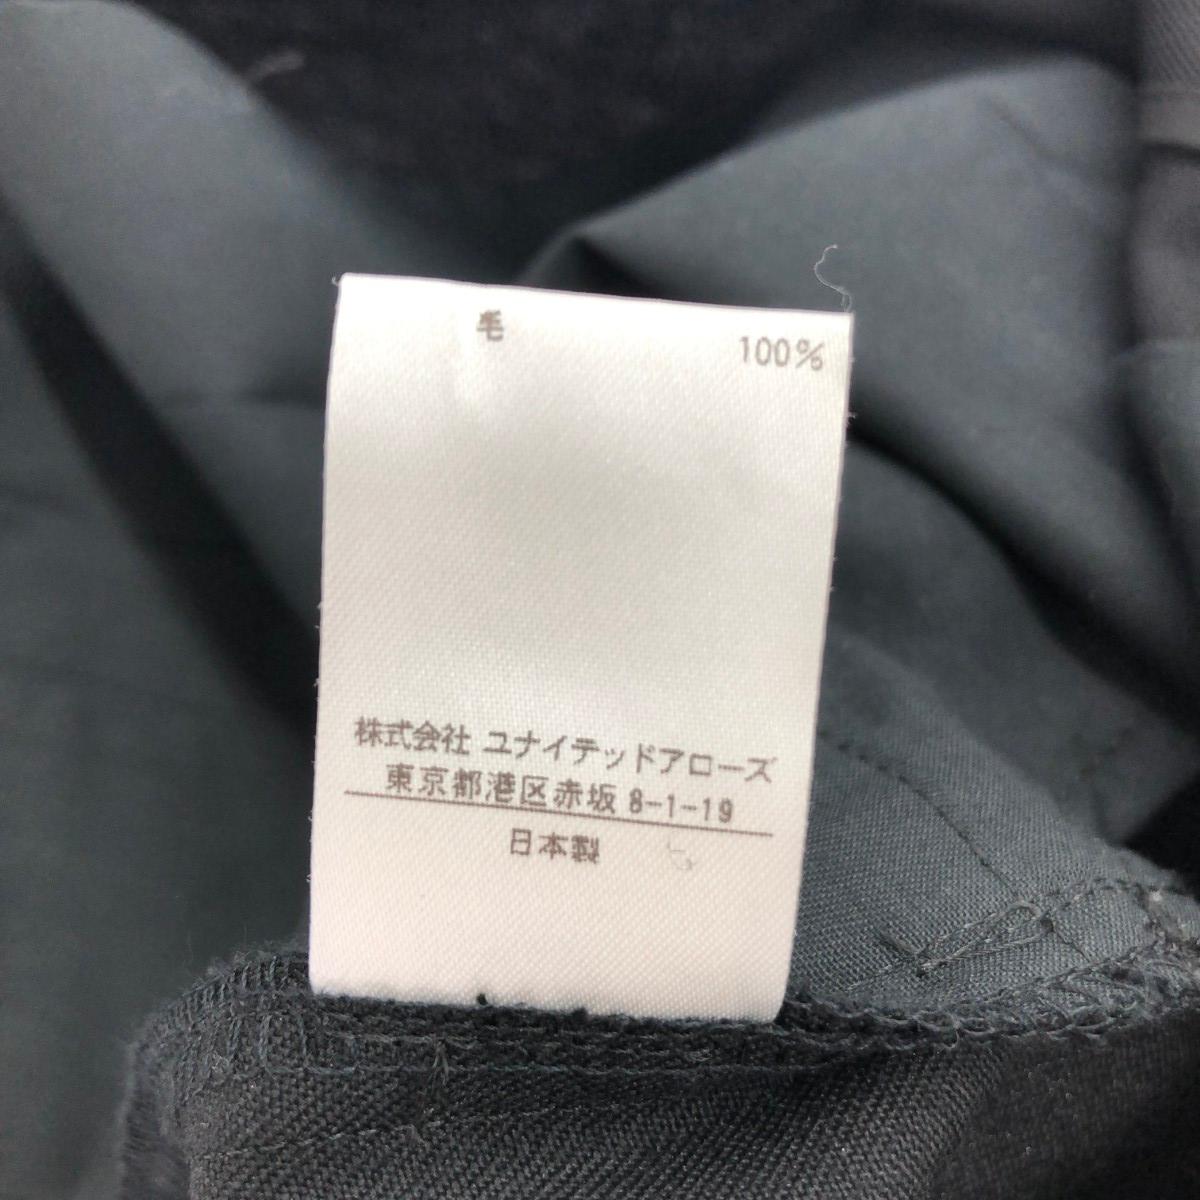 毛 100%
株式会社 ユナイテッドアローズ
東京都港区赤坂 8-1-19
日本製